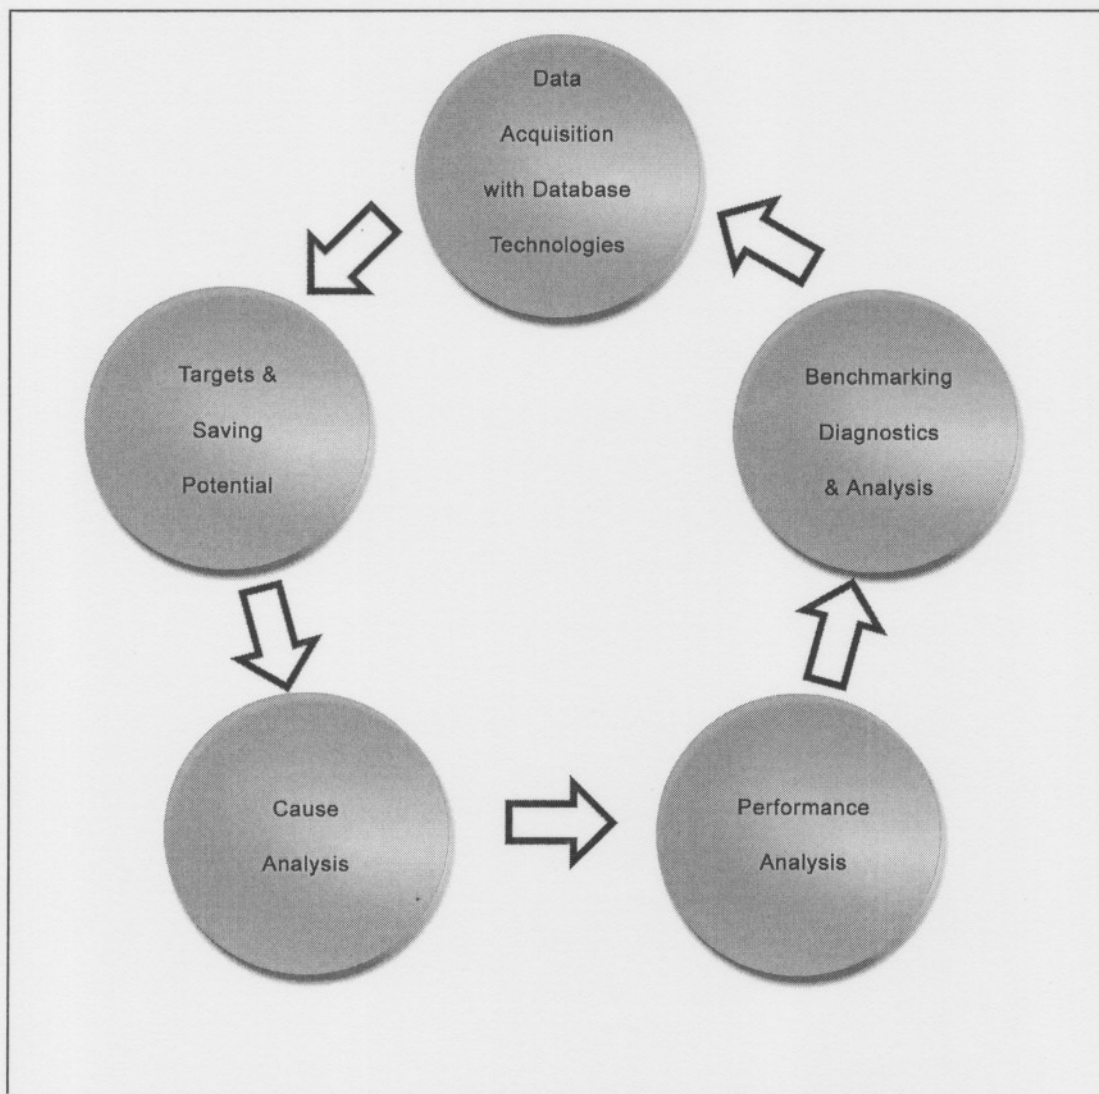 Data
Acquisition
with Database
Technologies
Targets &
Saving
Potential
Benchmarking
Diagnostics
& Analysis
Cause
Analysis
Performance
Analysis